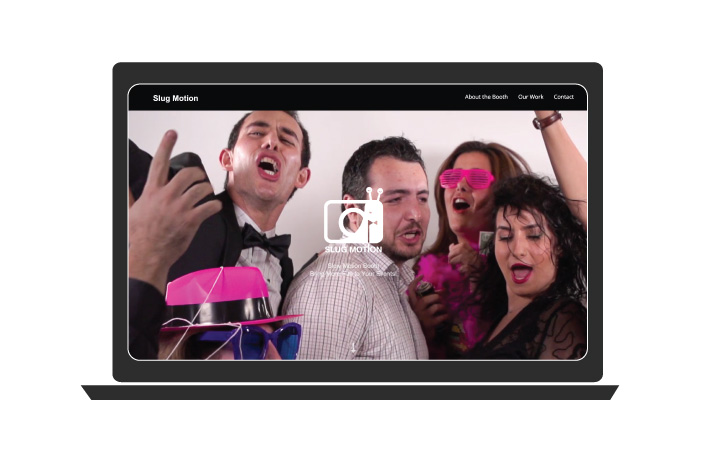 Slug Motion
About the Booth Our Work Contact
SLUG MOTION
Slow Motion Booth
Bring More Fun to Your Events